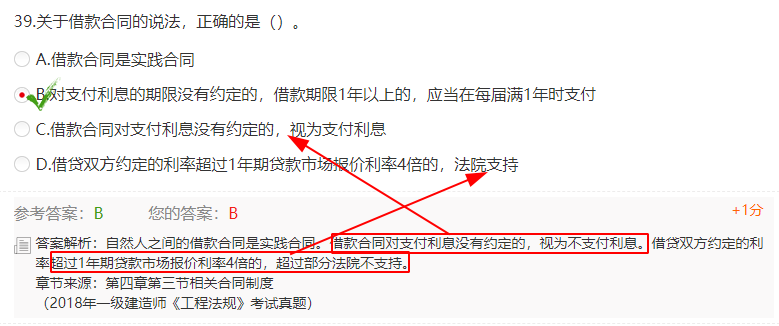 39.关于借款合同的说法，正确的是（）。
A.借款合同是实践合同
B.对支付利息的期限没有约定的，借款期限1年以上的，应当在每届满1年时支付
C.借款合同对支付利息没有约定的，视为支付利息
D.借贷双方约定的利率超过1年期贷款市场报价利率4倍的，法院支持
参考答案：B 您的答案：B +1分
答案解析：自然人之间的借款合同是实践合同。借款合同对支付利息没有约定的，视为不支付利息。借贷双方约定的利
率超过1年期贷款市场报价利率4倍的，超过部分法院不支持。
章节来源：第四章第三节相关合同制度
（2018年一级建造师《工程法规》考试真题）